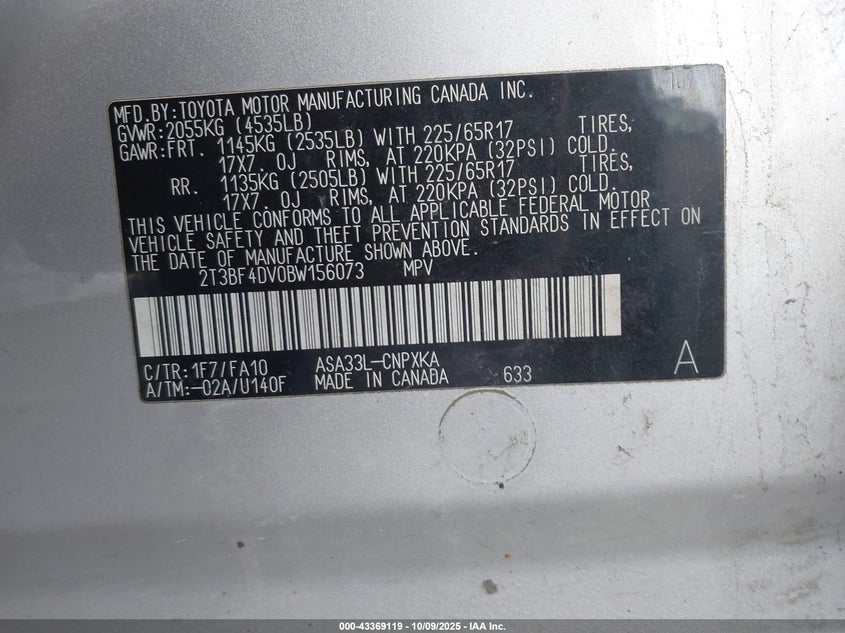 10/
MFD.BY:TOYOTA MOTOR MANUFACTURING CANADA INC.
GVWR:2055KG (4535LB)
GAWR:FRT. 1145KG (2535LB) WITH 225/65R17 TIRES,
17X7. 0J RIMS, AT 220KPA (32PSI) COLD.
RR. 1135KG (2505LB) WITH 225/65R17 TIRES,
17X7. 0J RIMS, AT 220KPA (32PSI) COLD.
THIS VEHICLE CONFORMS TO ALL APPLICABLE FEDERAL MOTOR
VEHICLE SAFETY AND THEFT PREVENTION STANDARDS IN EFFECT ON
THE DATE OF MANUFACTURE SHOWN ABOVE.
2T3BF4DV0BW156073 MPV
C/TR:1F7/FA10 ASA33L-CNPXKA
A/TM:-02A/U140F MADE IN CANADA 633 A
000-43369119 | 10/09/2025 - IAA Inc.